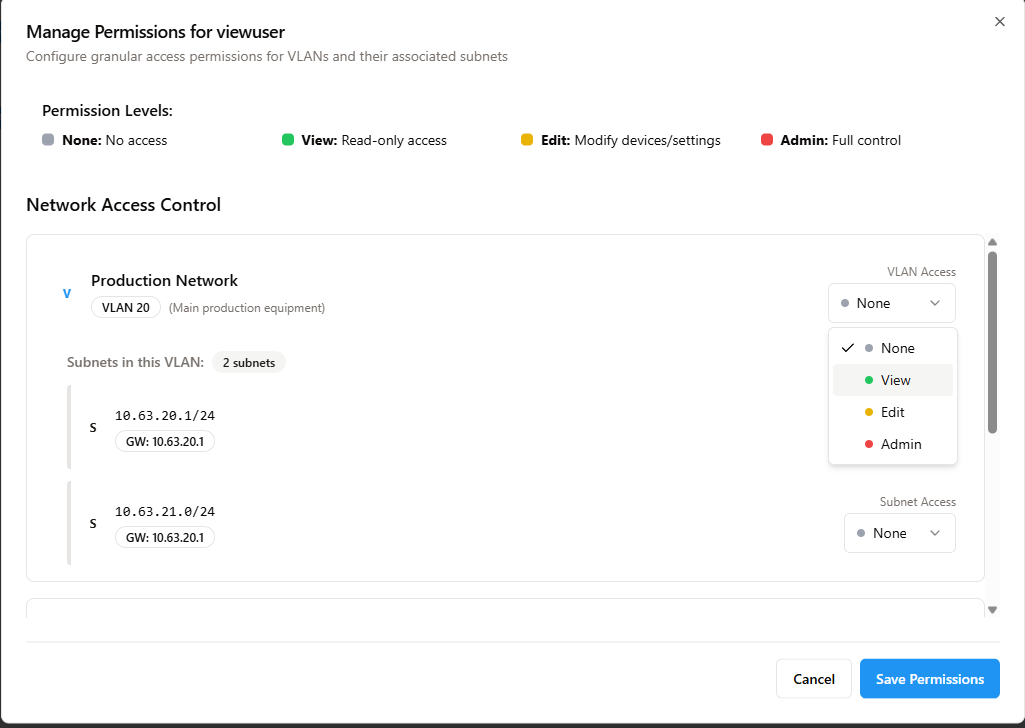 Manage Permissions for viewuser
Configure granular access permissions for VLANs and their associated subnets
Permission Levels:
None: No access
View: Read-only access
Edit: Modify devices/settings
Admin: Full control
Network Access Control
V
Production Network
VLAN 20 (Main production equipment)
VLAN Access
None
None
View
Edit
Admin
Subnets in this VLAN: 2 subnets
S
10.63.20.1/24
GW: 10.63.20.1
S
10.63.21.0/24
GW: 10.63.20.1
Subnet Access
None
Cancel
Save Permissions